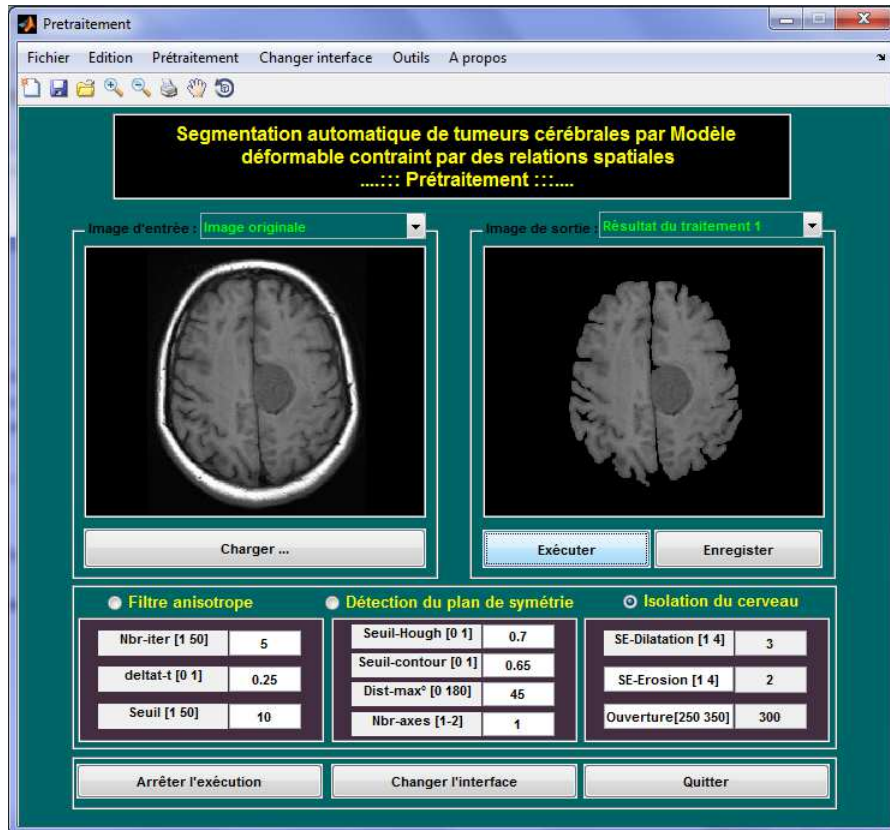 Pretraitement
Fichier Edition Prétraitement Changer interface Outils A propos
Segmentation automatique de tumeurs cérébrales par Modèle
déformable contraint par des relations spatiales
....::: Prétraitement :::....
Image d'entrée : Image originale
Image de sortie : Résultat du traitement 1
Charger ...
Exécuter
Enregister
Filtre anisotrope
Détection du plan de symétrie
Isolation du cerveau
Nbr-iter [1 50] 5
deltat-t [0 1] 0.25
Seuil [1 50] 10
Seuil-Hough [0 1] 0.7
Seuil-contour [0 1] 0.65
Dist-max° [0 180] 45
Nbr-axes [1-2] 1
SE-Dilatation [1 4] 3
SE-Erosion [1 4] 2
Ouverture[250 350] 300
Arrêter l'exécution
Changer l'interface
Quitter